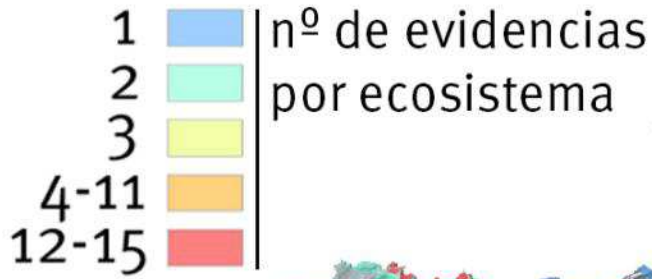 1
2
3
4-11
12-15
nº de evidencias
por ecosistema